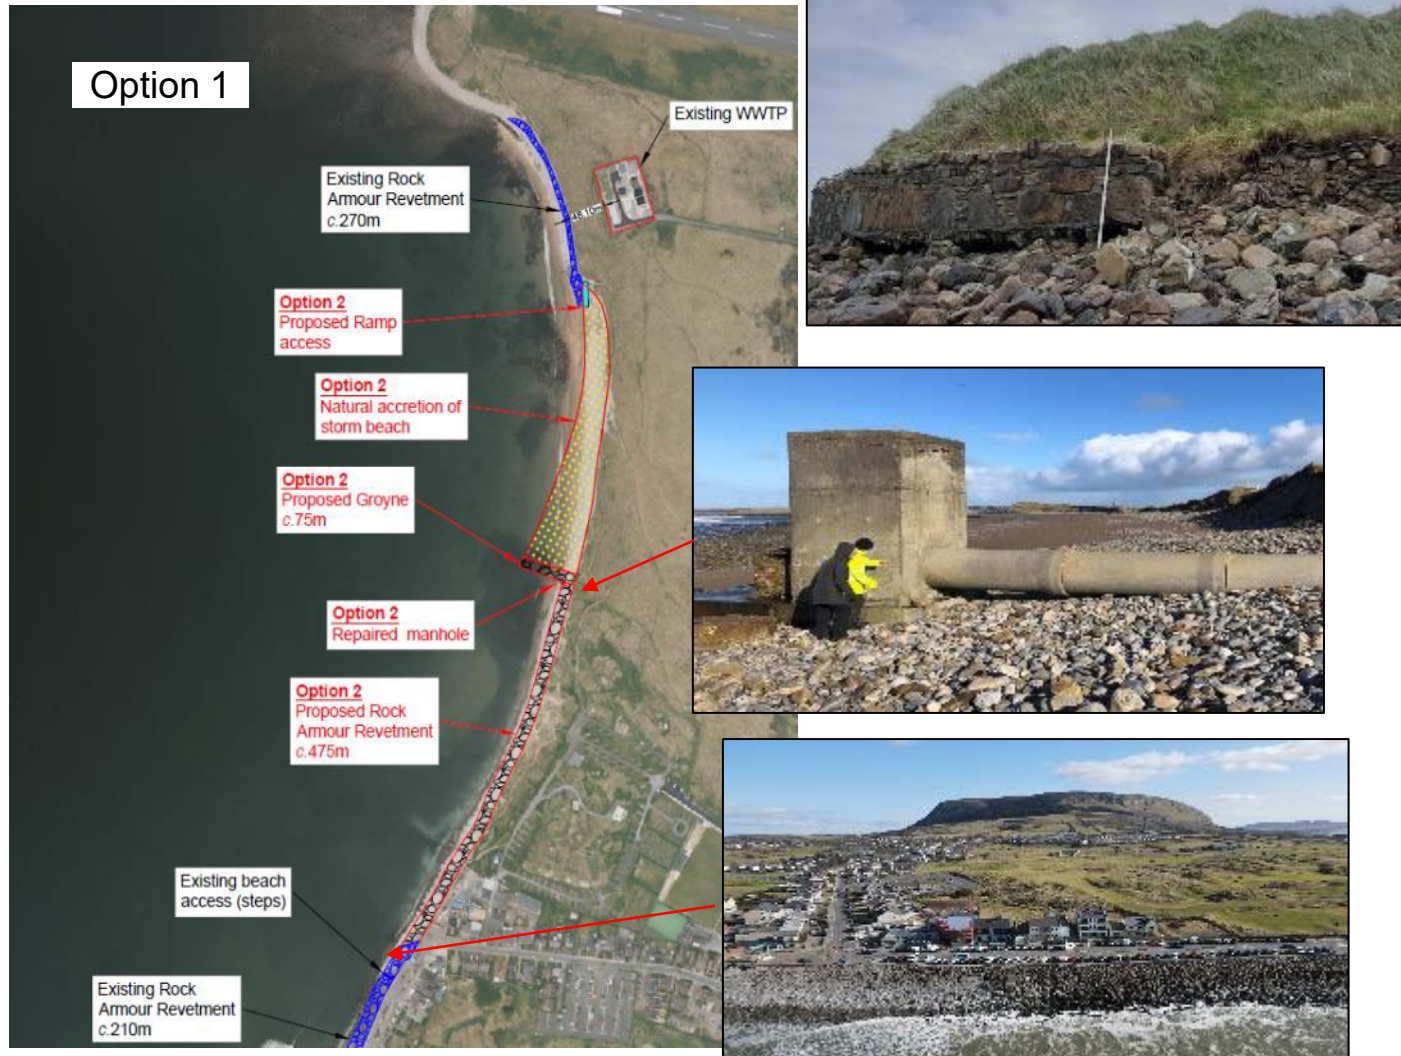 Option 1
Existing WWTP
Existing Rock
Armour Revetment
c.270m
48.10m
Option 2
Proposed Ramp
access
Option 2
Natural accretion of
storm beach
Option 2
Proposed Groyne
c.75m
Option 2
Repaired manhole
Option 2
Proposed Rock
Armour Revetment
c.475m
Existing beach
access (steps)
Existing Rock
Armour Revetment
c.210m